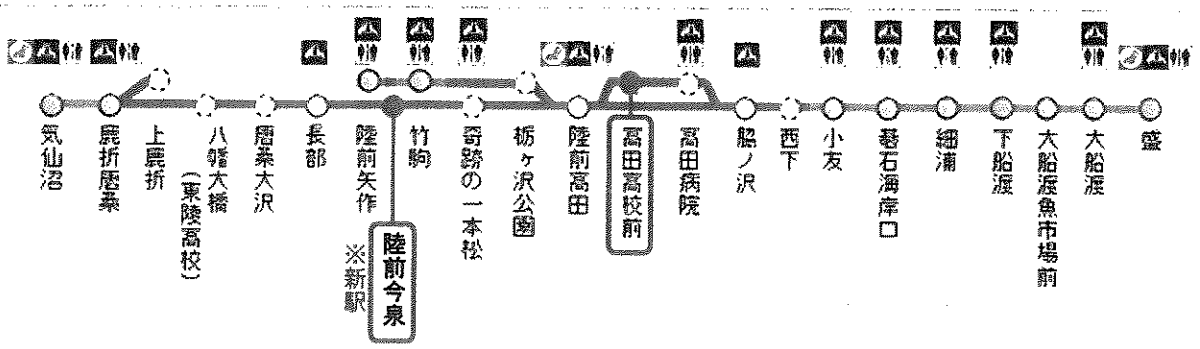 気仙沼
鹿折唐桑
上鹿折
八幡大橋
(東陵高校)
唐桑大沢
長部
陸前矢作
陸前今泉
※新駅
竹駒
奇跡の一本松
栃ヶ沢公園
陸前高田
高田高校前
高田病院
脇ノ沢
西下
小友
碁石海岸口
細浦
下船渡
大船渡魚市場前
大船渡
盛